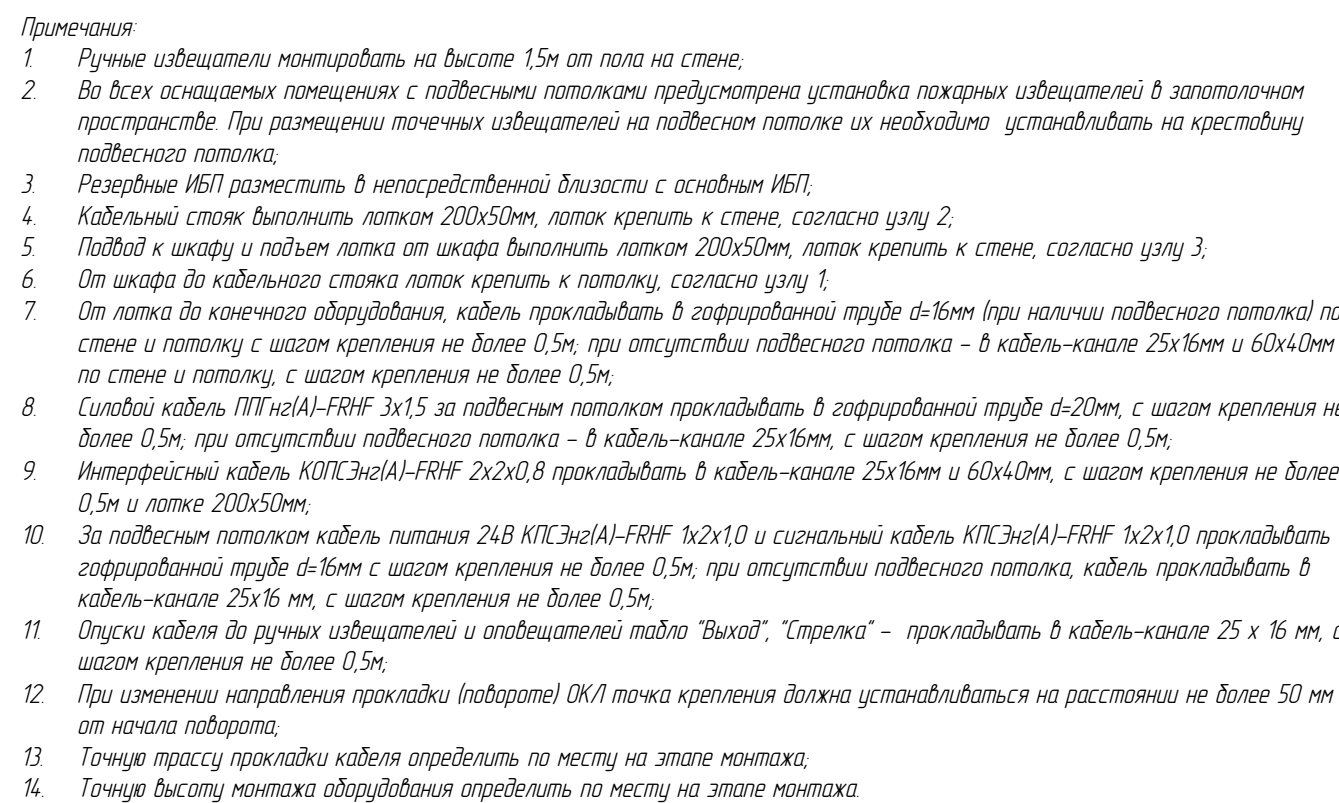 Примечания:
1. Ручные извещатели монтировать на высоте 1,5м от пола на стене;
2. Во всех оснащаемых помещениях с подвесными потолками предусмотрена установка пожарных извещателей в запотолочном
пространстве. При размещении точечных извещателей на подвесном потолке их необходимо устанавливать на крестовину
подвесного потолка;
3. Резервные ИБП разместить в непосредственной близости с основным ИБП;
4. Кабельный стояк выполнить лотком 200х50мм, лоток крепить к стене, согласно узлу 2;
5. Подвод к шкафу и подъем лотка от шкафа выполнить лотком 200х50мм, лоток крепить к стене, согласно узлу 3;
6. От шкафа до кабельного стояка лоток крепить к потолку, согласно узлу 1;
7. От лотка до конечного оборудования, кабель прокладывать в гофрированной трубе d=16мм (при наличии подвесного потолка) по
стене и потолку с шагом крепления не более 0,5м; при отсутствии подвесного потолка – в кабель-канале 25х16мм и 60х40мм
по стене и потолку, с шагом крепления не более 0,5м;
8. Силовой кабель ППГнг(А)-FRHF 3х1,5 за подвесным потолком прокладывать в гофрированной трубе d=20мм, с шагом крепления не
более 0,5м; при отсутствии подвесного потолка – в кабель-канале 25х16мм, с шагом крепления не более 0,5м;
9. Интерфейсный кабель КОПСЭнг(А)-FRHF 2х2х0,8 прокладывать в кабель-канале 25х16мм и 60х40мм, с шагом крепления не более
0,5м и лотке 200х50мм;
10. За подвесным потолком кабель питания 24В КПСЭнг(А)-FRHF 1х2х1,0 и сигнальный кабель КПСЭнг(А)-FRHF 1х2х1,0 прокладывать
гофрированной трубе d=16мм с шагом крепления не более 0,5м; при отсутствии подвесного потолка, кабель прокладывать в
кабель-канале 25х16 мм, с шагом крепления не более 0,5м;
11. Опуски кабеля до ручных извещателей и оповещателей табло "Выход", "Стрелка" – прокладывать в кабель-канале 25 х 16 мм, с
шагом крепления не более 0,5м;
12. При изменении направления прокладки (повороте) ОКЛ точка крепления должна устанавливаться на расстоянии не более 50 мм
от начала поворота;
13. Точную трассу прокладки кабеля определить по месту на этапе монтажа;
14. Точную высоту монтажа оборудования определить по месту на этапе монтажа.